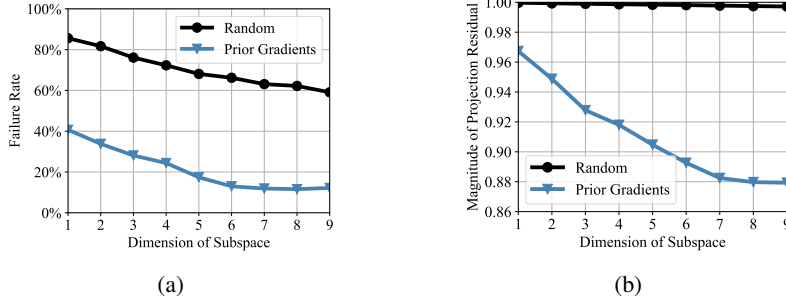 100%
80%
60%
40%
20%
0%
Failure Rate
Random
Prior Gradients
1 2 3 4 5 6 7 8 9
Dimension of Subspace
(a)
1.00
0.98
0.96
0.94
0.92
0.90
0.88
0.86
Magnitude of Projection Residual
Random
Prior Gradients
1 2 3 4 5 6 7 8 9
Dimension of Subspace
(b)